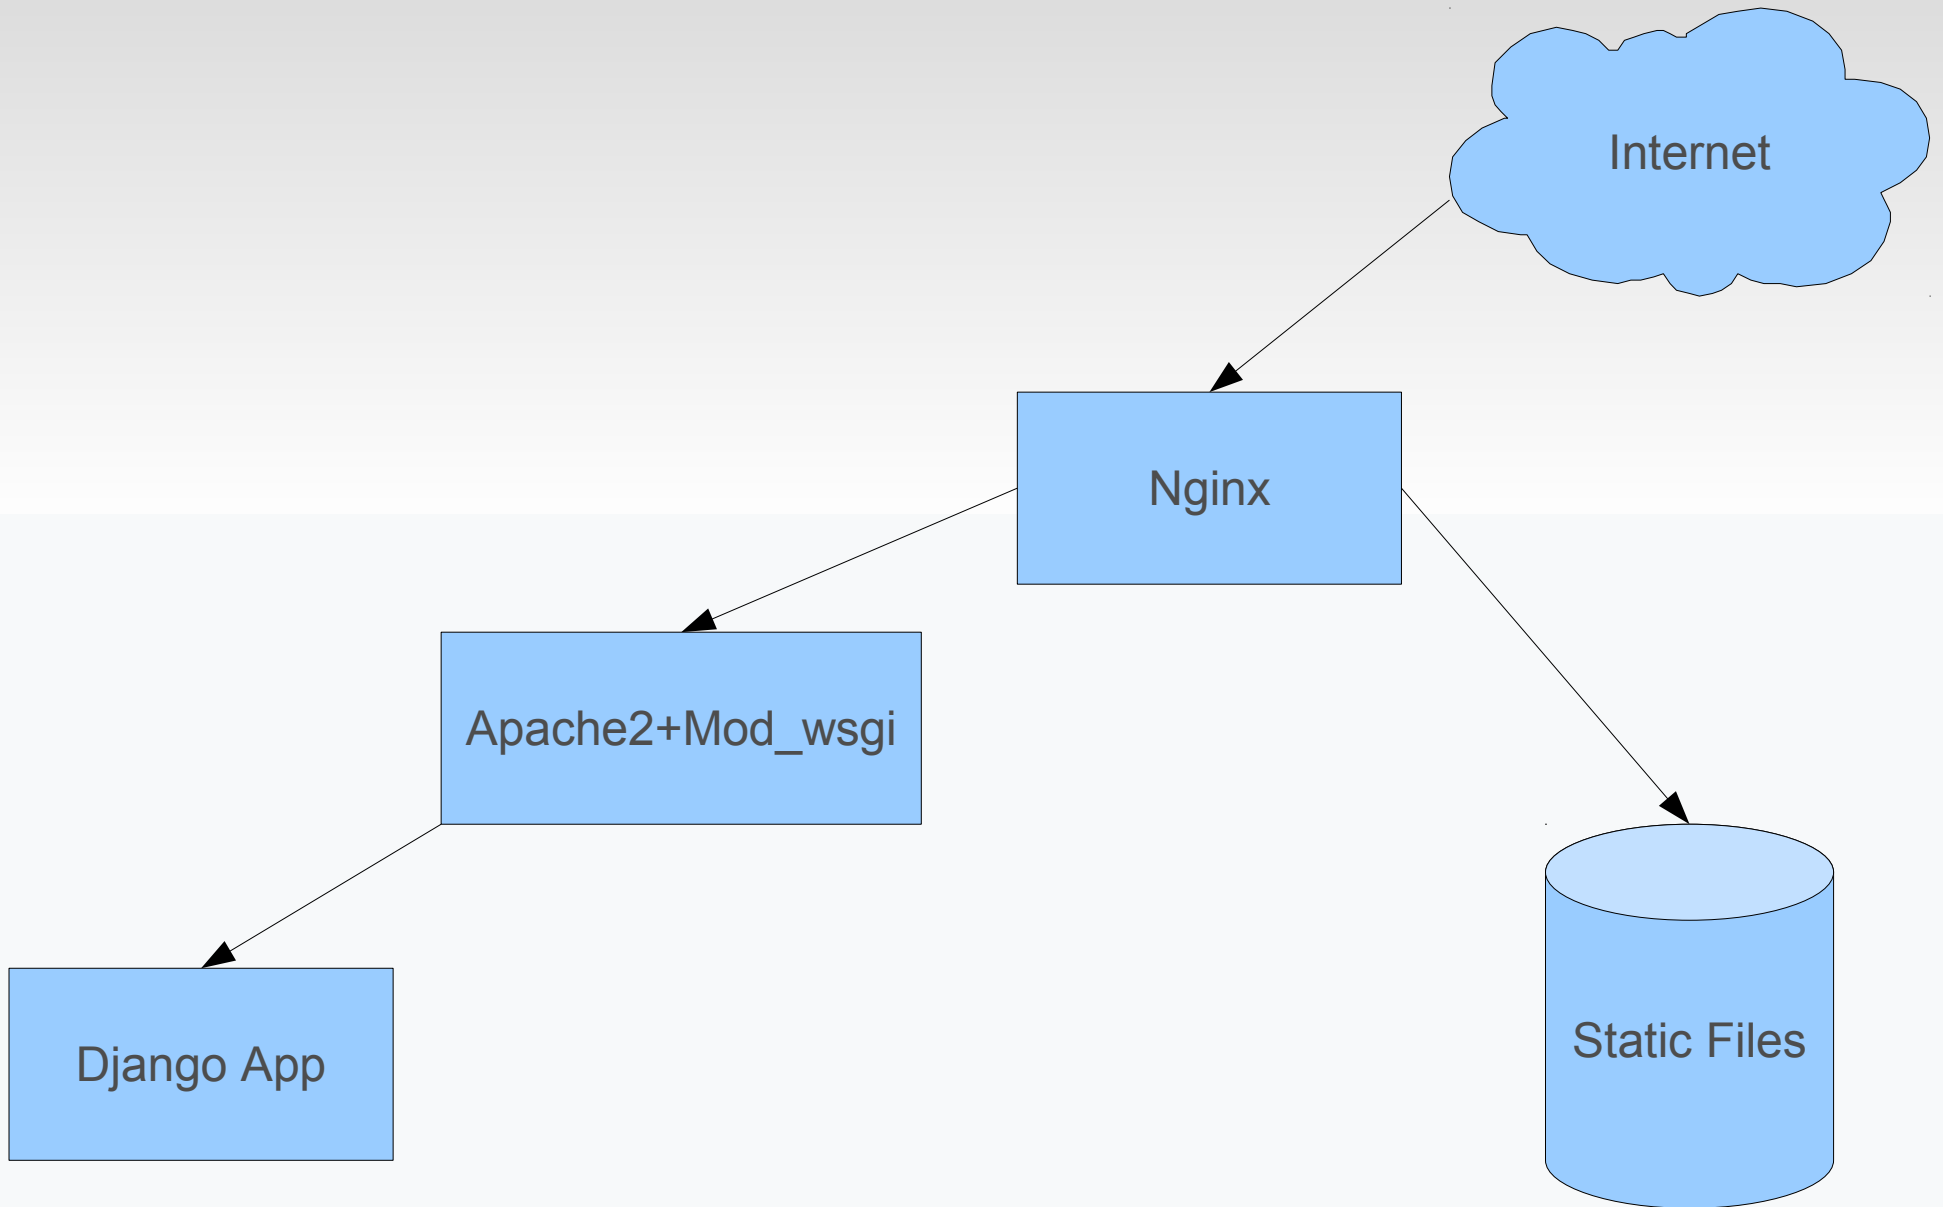 Internet
Nginx
Apache2+Mod_wsgi
Django App
Static Files